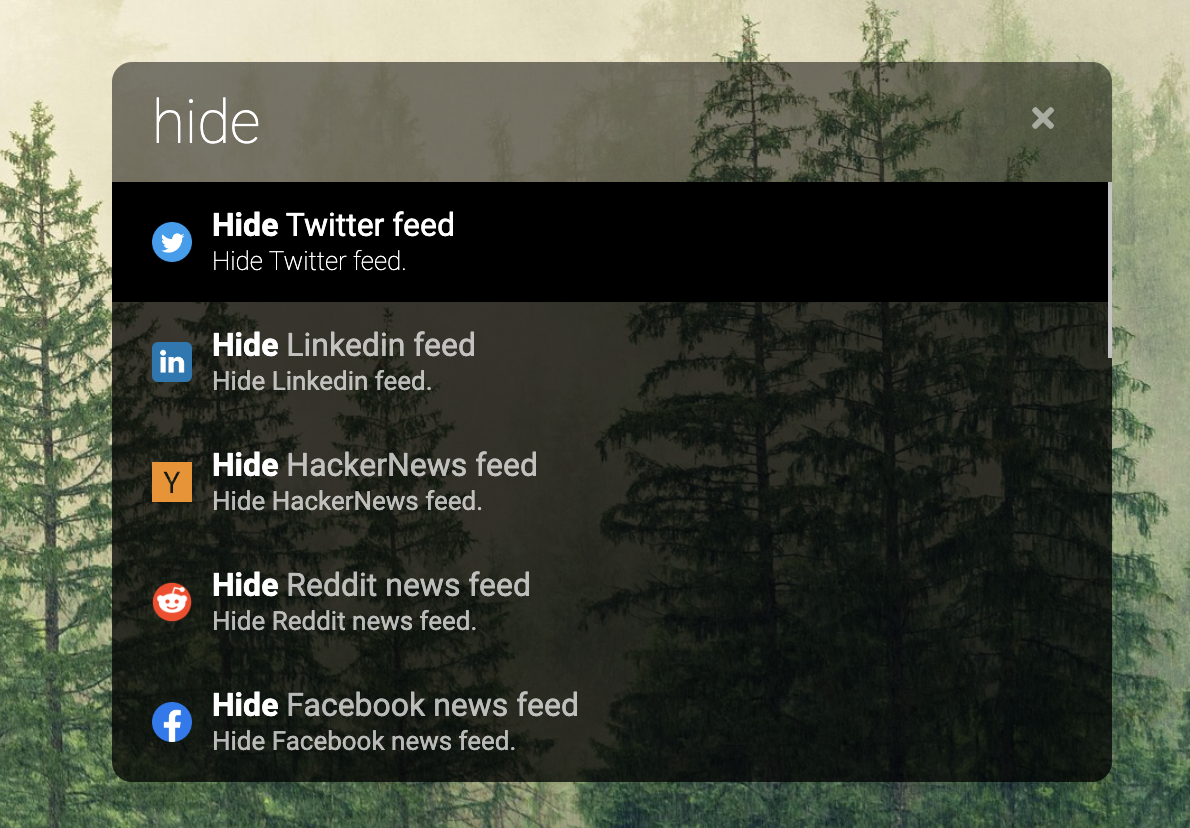 hide
Hide Twitter feed
Hide Twitter feed.
in
Hide Linkedin feed
Hide Linkedin feed.
Y
Hide HackerNews feed
Hide HackerNews feed.
Hide Reddit news feed
Hide Reddit news feed.
f
Hide Facebook news feed
Hide Facebook news feed.